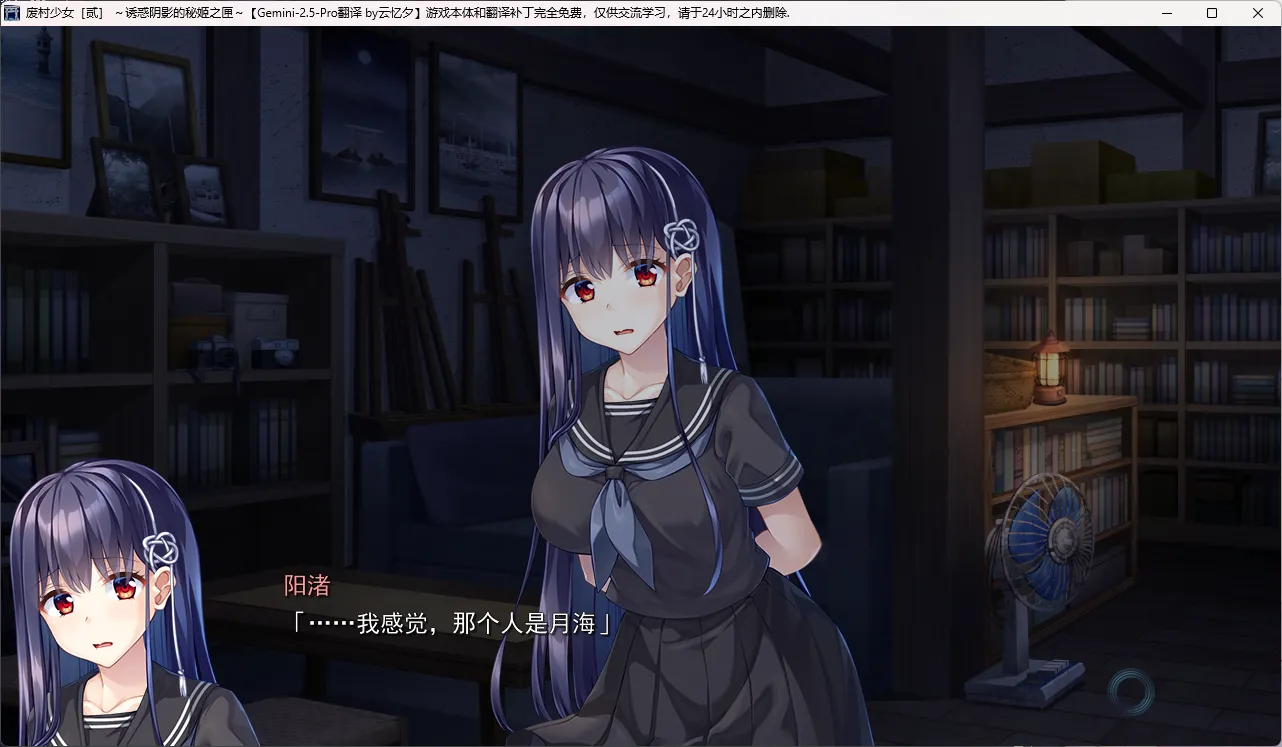 废村少女［贰］ ～诱惑阴影的秘姬之匣～【Gemini-2.5-Pro翻译 by云忆夕】游戏本体和翻译补丁完全免费，仅供交流学习，请于24小时之内删除.
阳渚
「……我感觉，那个人是月海」